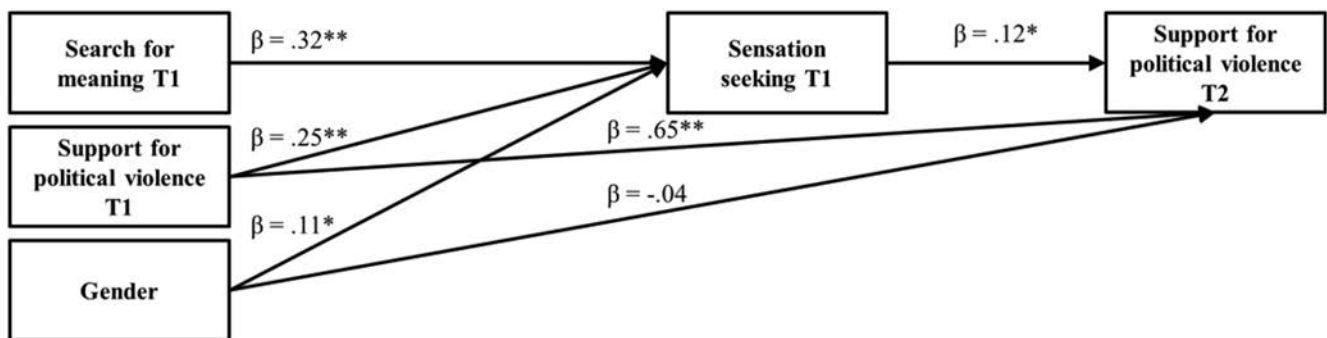 Search for
meaning T1
β = .32**
Sensation
seeking T1
β = .12*
Support for
political violence
T2
Support for
political violence
T1
β = .25**
β = .65**
β = .11*
β = -.04
Gender